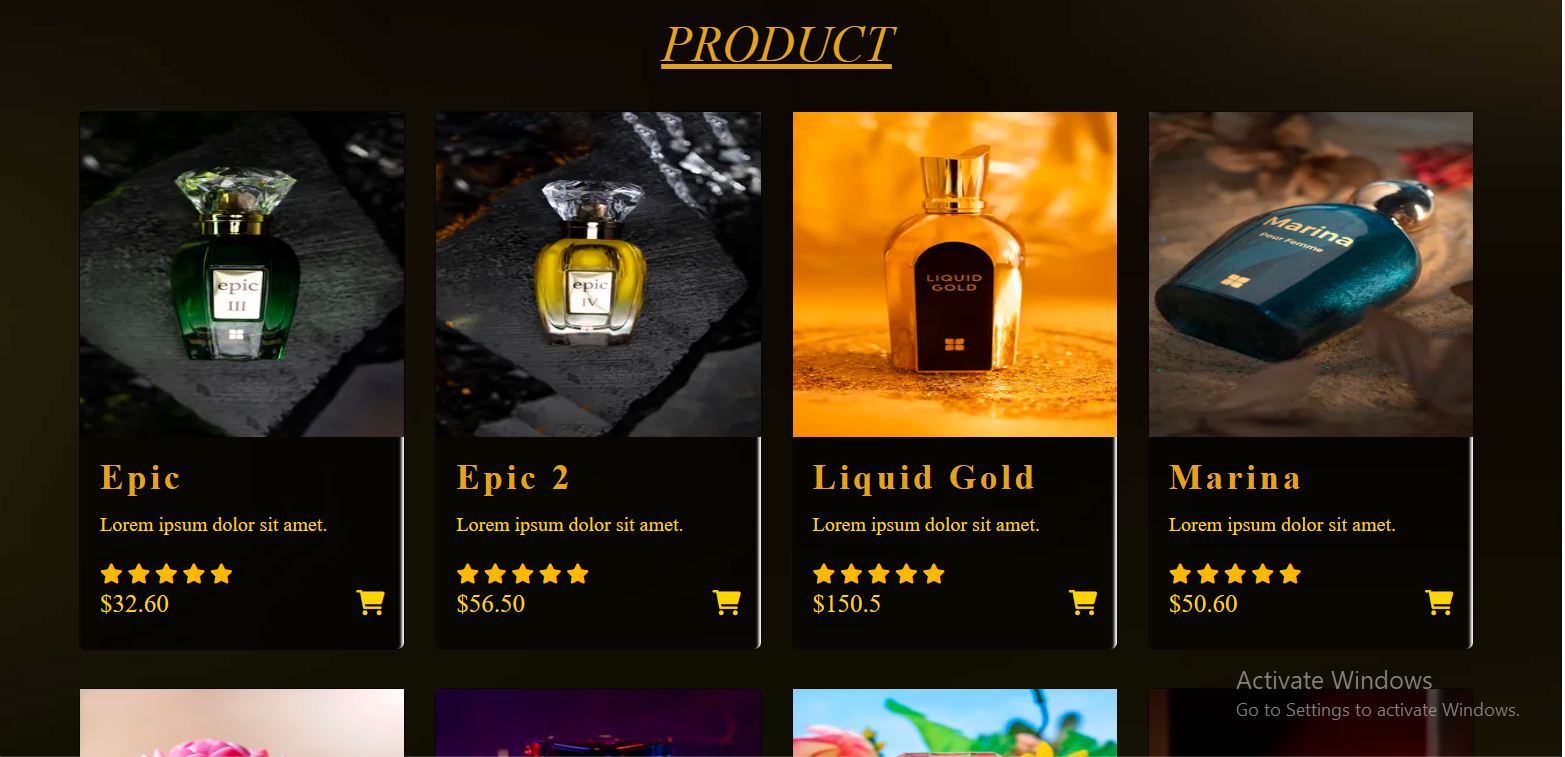 PRODUCT
epic
III
epic
IV
LIQUID
GOLD
Marina
Pour Femme
Epic
Epic 2
Liquid Gold
Marina
Lorem ipsum dolor sit amet.
Lorem ipsum dolor sit amet.
Lorem ipsum dolor sit amet.
Lorem ipsum dolor sit amet.
$32.60
$56.50
$150.5
$50.60
Activate Windows
Go to Settings to activate Windows.